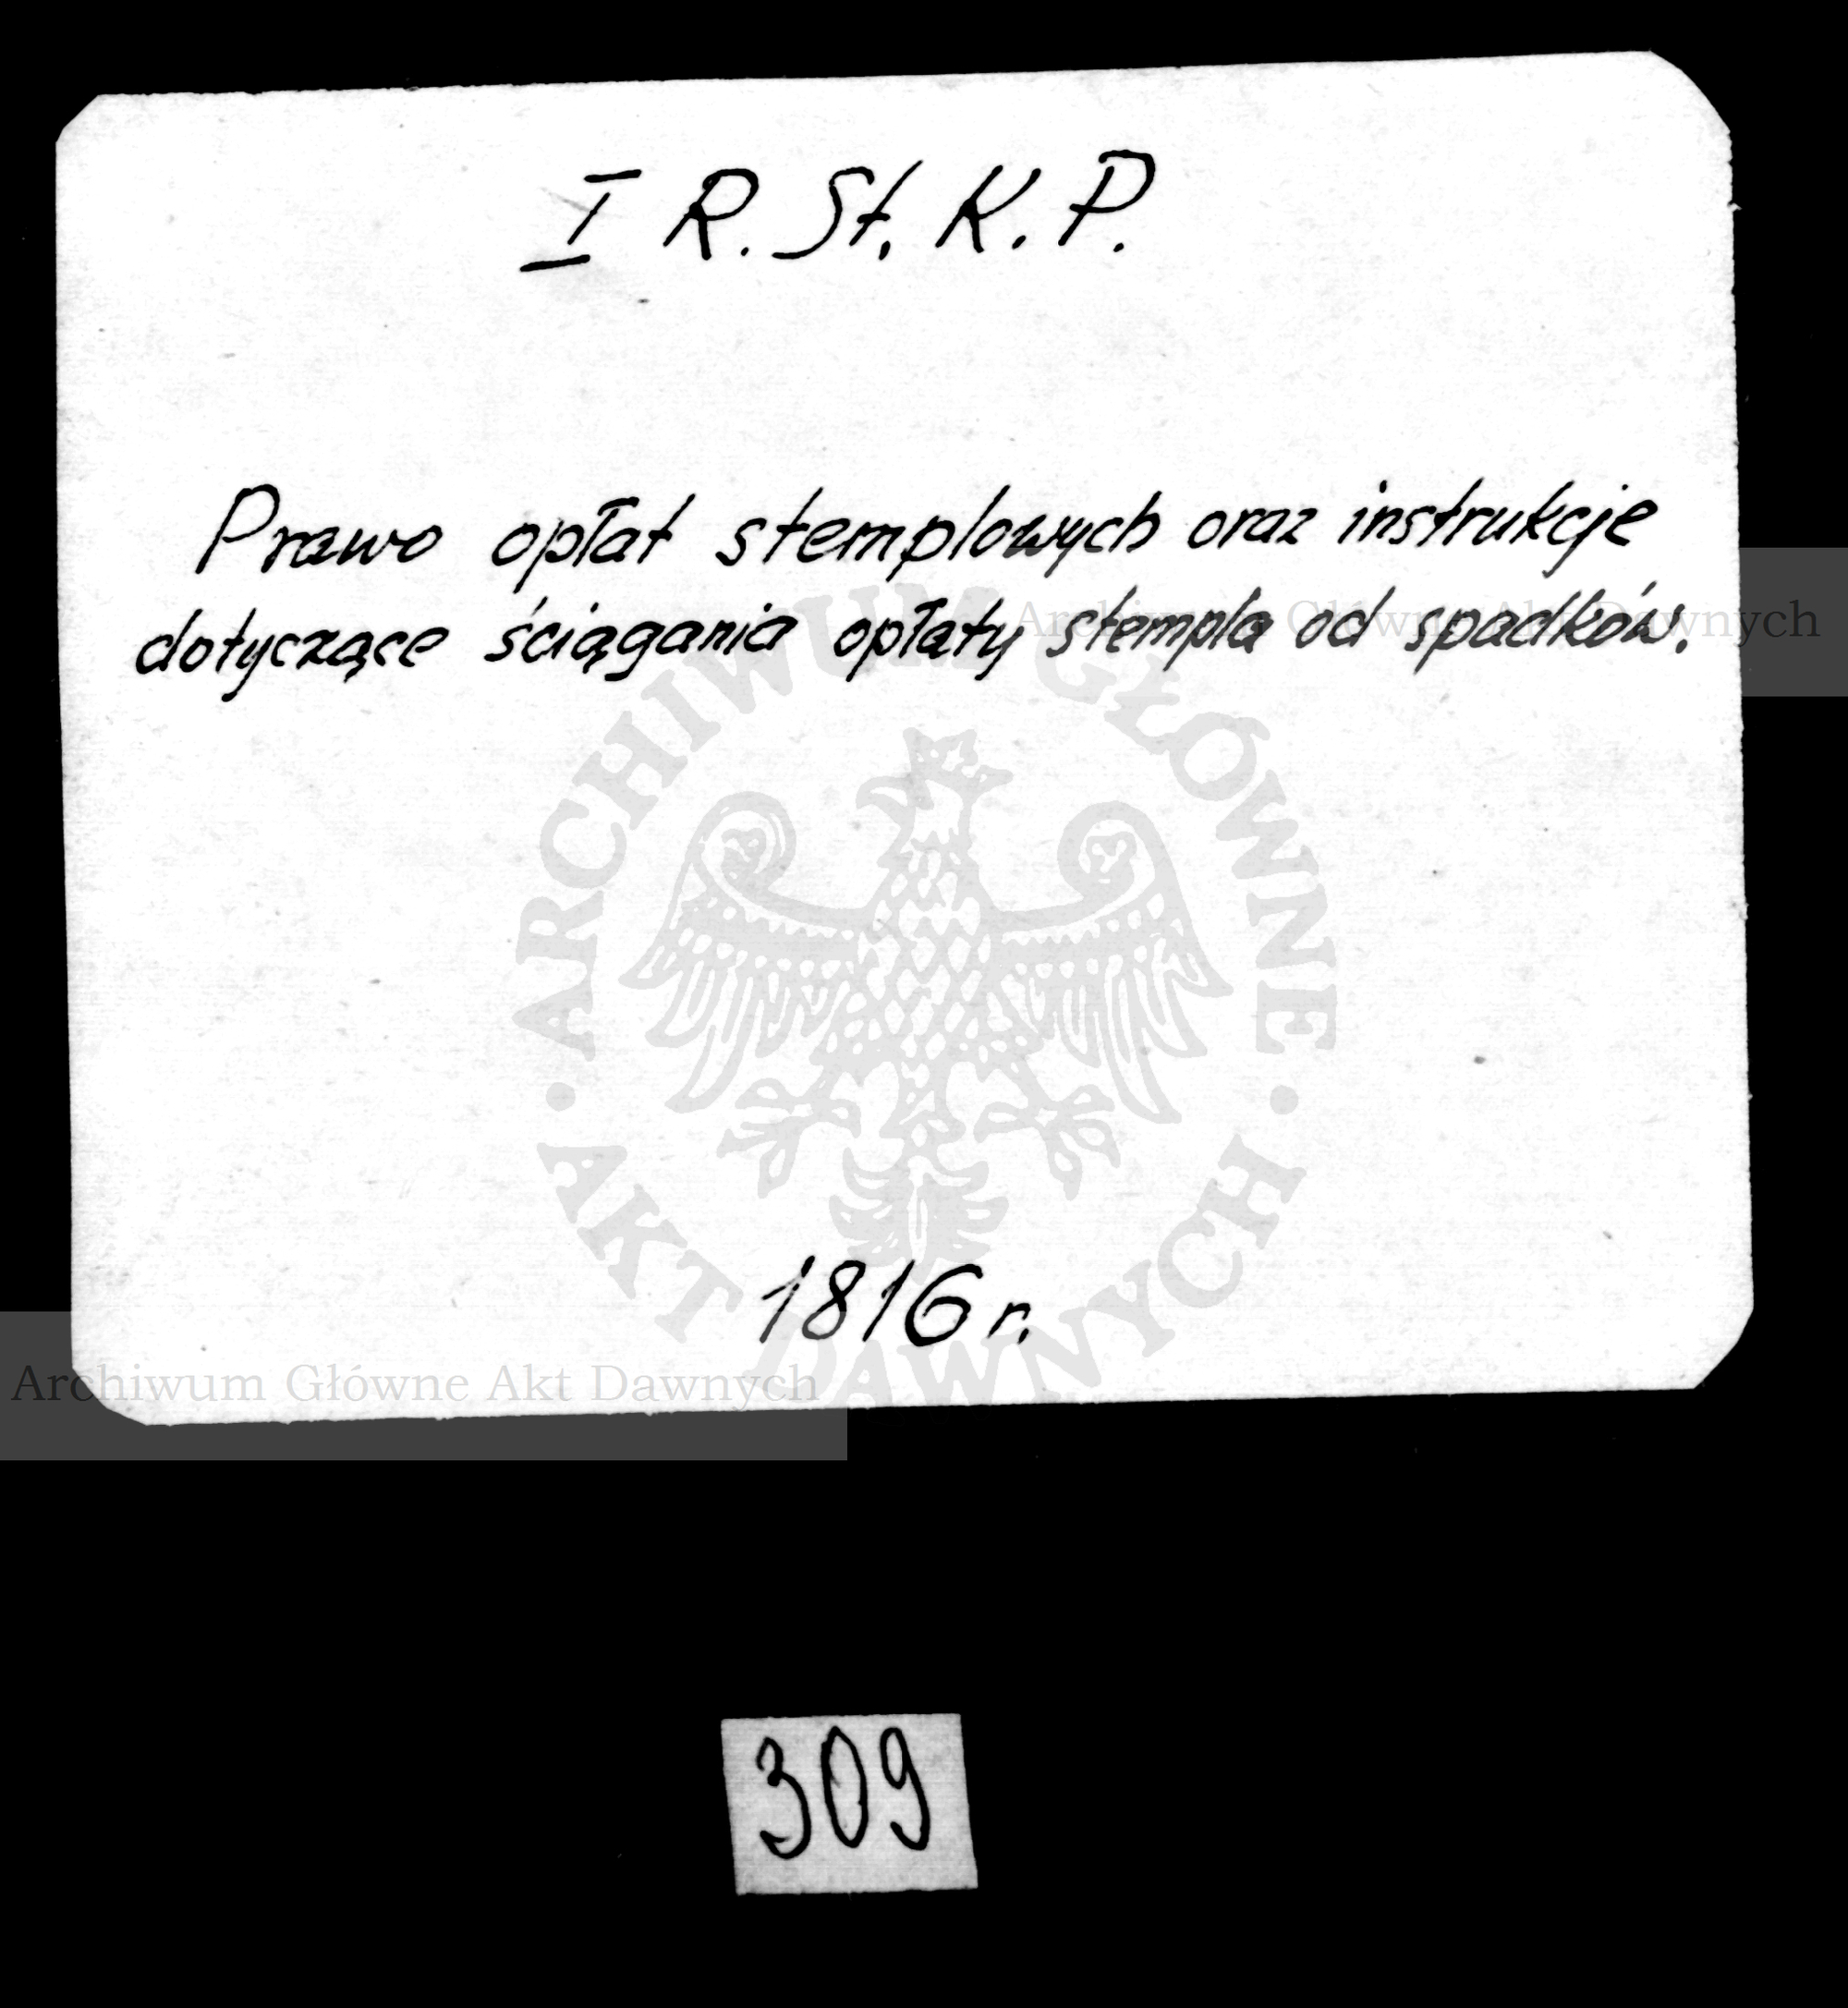 I R. St. K. P.
Prawo opłat stemplowych oraz instrukcje
dotyczące ściągania opłaty stempla od spadków.
Archiwum Główne Akt Dawnych
· ARCHIWUM GŁÓWNE ·
AKT DAWNYCH
1816 r.
Archiwum Główne Akt Dawnych
309